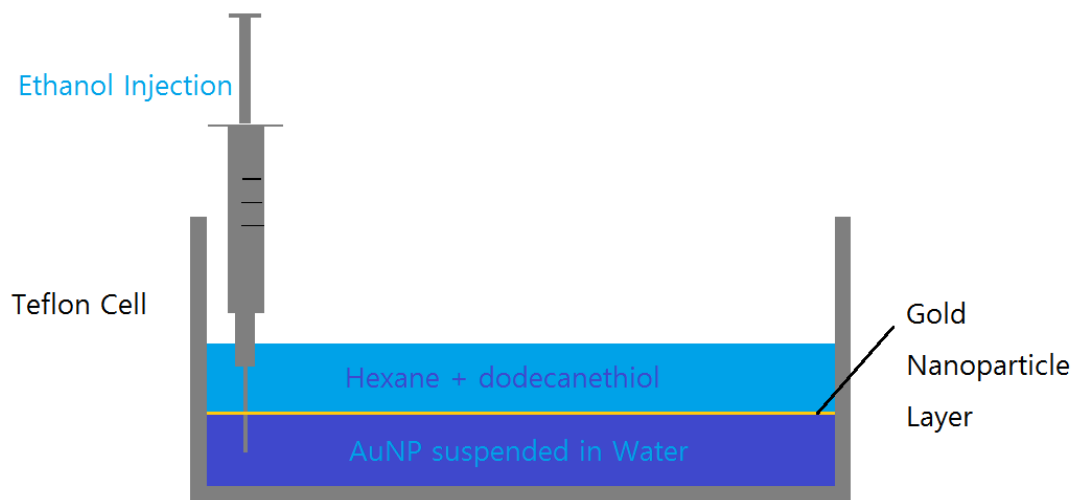 Ethanol Injection
Teflon Cell
Hexane + dodecanethiol
AuNP suspended in Water
Gold
Nanoparticle
Layer